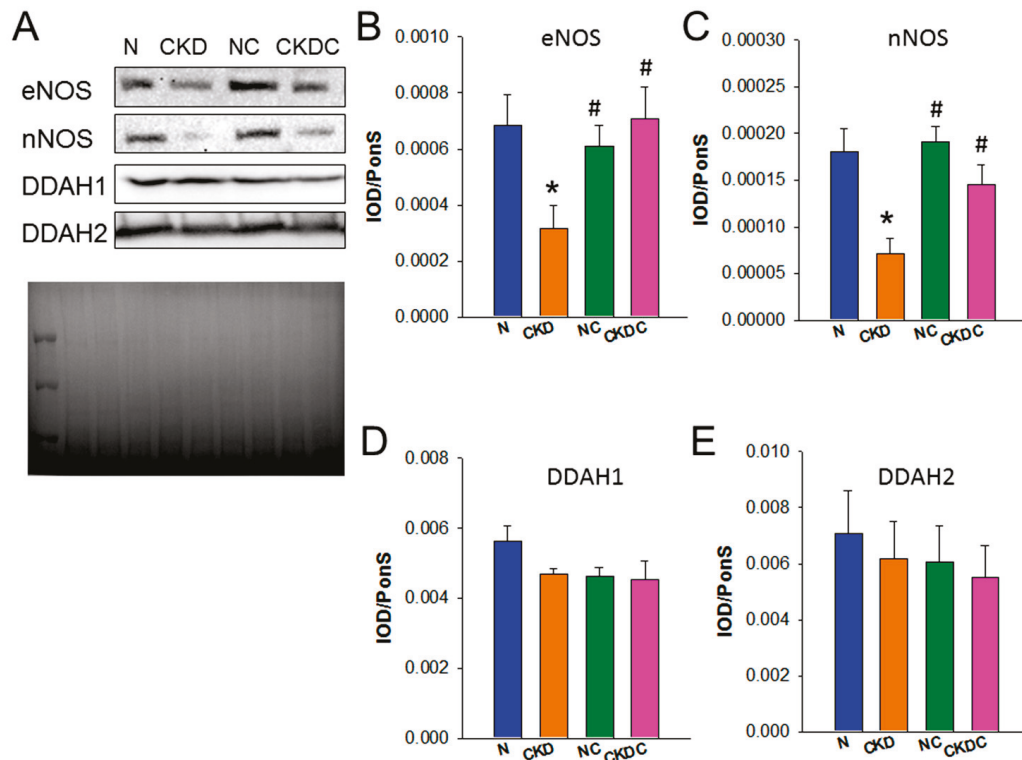 A
N CKD NC CKDC
eNOS
nNOS
DDAH1
DDAH2
B
eNOS
IOD/PonS
0.0010
0.0008
0.0006
0.0004
0.0002
0.0000
*
#
#
N CKD NC CKDC
C
nNOS
IOD/PonS
0.00030
0.00025
0.00020
0.00015
0.00010
0.00005
0.00000
*
#
#
N CKD NC CKDC
D
DDAH1
IOD/PonS
0.008
0.006
0.004
0.002
0.000
N CKD NC CKDC
E
DDAH2
IOD/PonS
0.010
0.008
0.006
0.004
0.002
0.000
N CKD NC CKDC